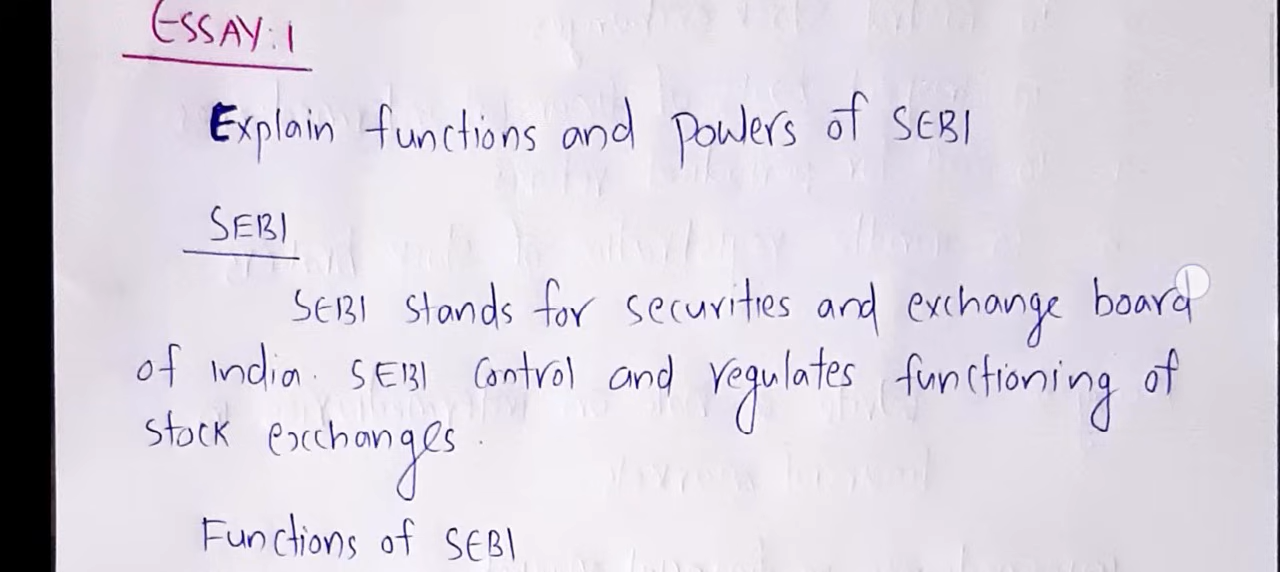 ESSAY: 1
Explain functions and powers of SEBI
SEBI
SEBI stands for securities and exchange board
of india. SEBI control and regulates functioning of
stock exchanges.
Functions of SEBI